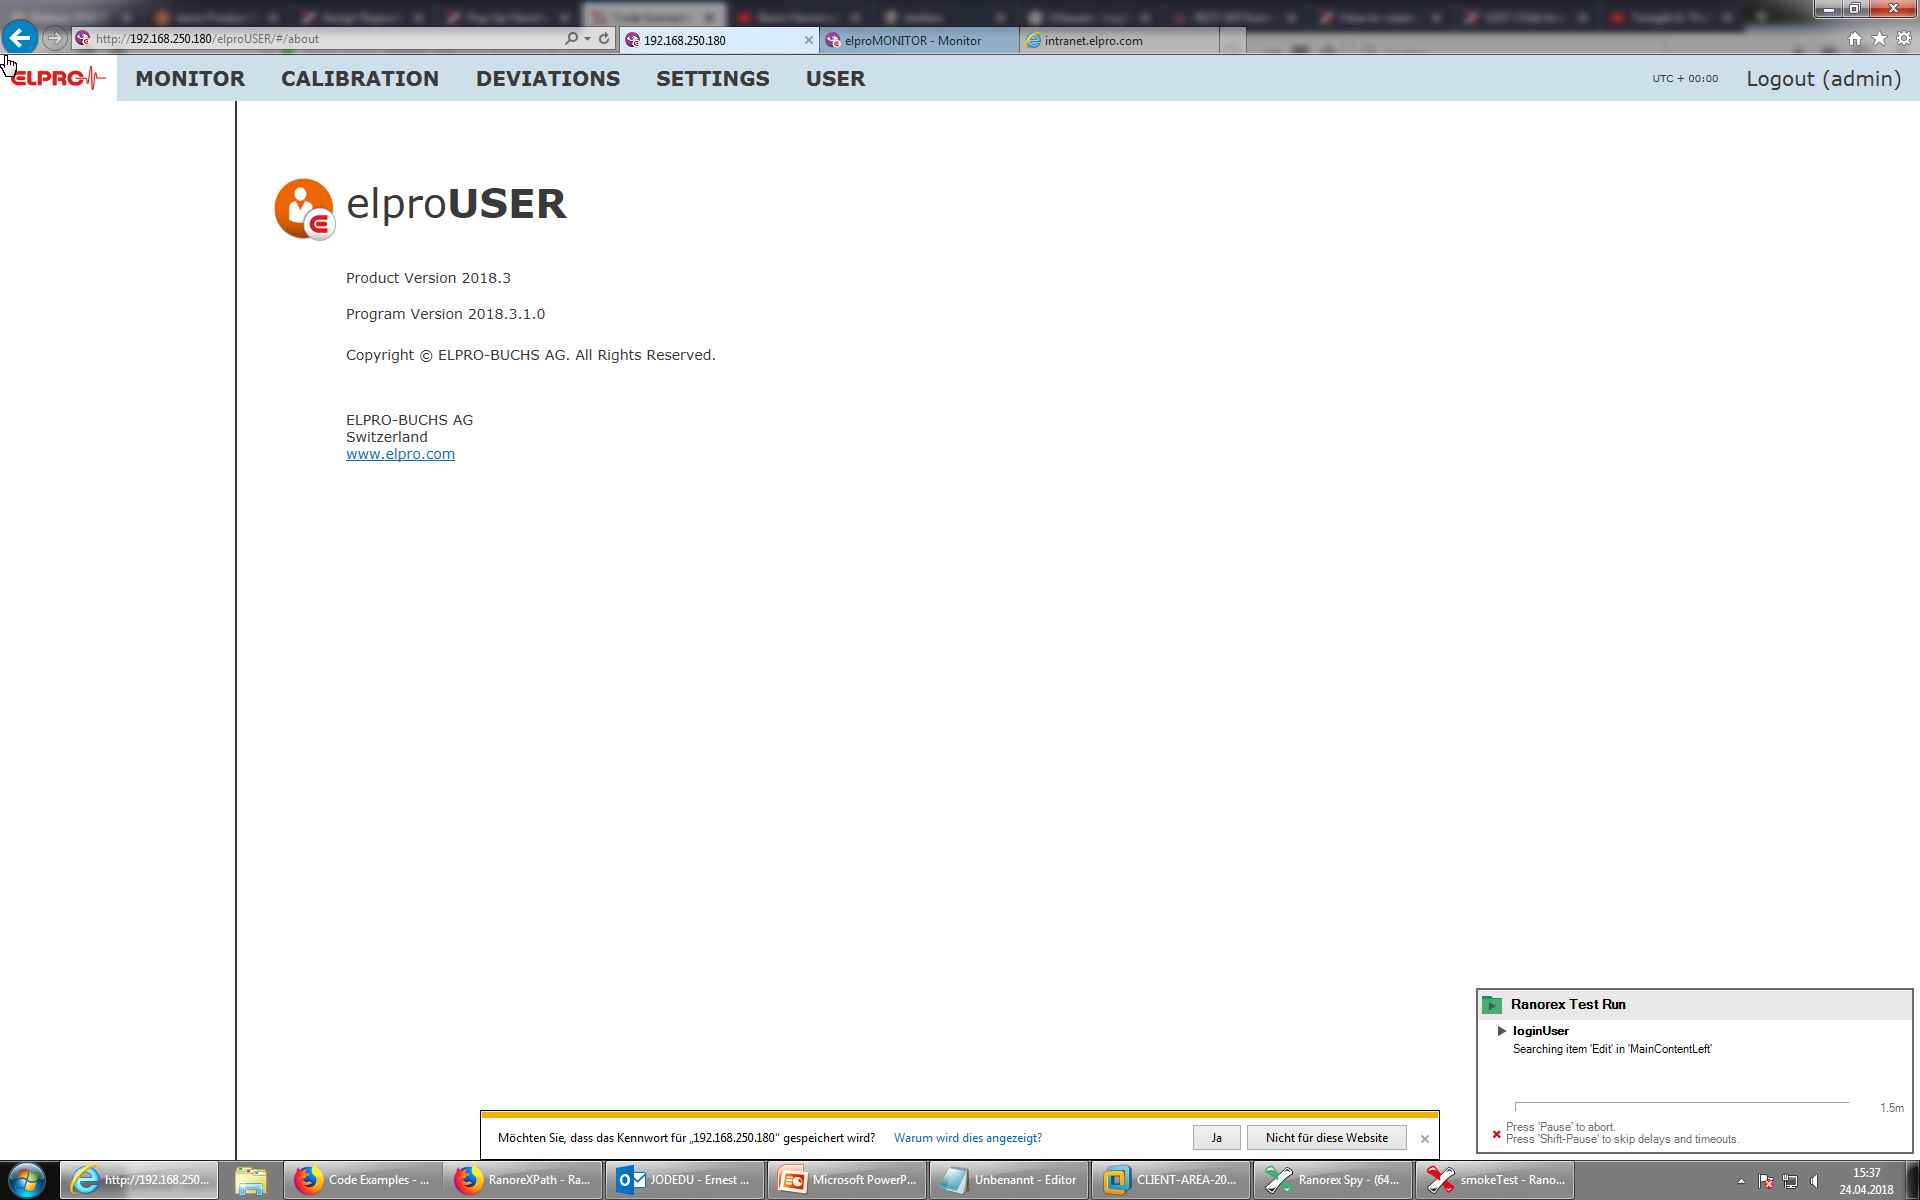 http://192.168.250.180/elproUSER/#/about
192.168.250.180
elproMONITOR - Monitor
intranet.elpro.com
ELPRO
MONITOR
CALIBRATION
DEVIATIONS
SETTINGS
USER
UTC + 00:00
Logout (admin)
elproUSER
Product Version 2018.3
Program Version 2018.3.1.0
Copyright © ELPRO-BUCHS AG. All Rights Reserved.
ELPRO-BUCHS AG
Switzerland
www.elpro.com
Ranorex Test Run
loginUser
Searching item 'Edit' in 'MainContentLeft'
1.5m
Press 'Pause' to abort.
Press 'Shift-Pause' to skip delays and timeouts.
Möchten Sie, dass das Kennwort für „192.168.250.180“ gespeichert wird?
Warum wird dies angezeigt?
Ja
Nicht für diese Website
http://192.168.250...
Code Examples - ...
RanoreXPath - Ra...
JODEDU - Ernest ...
Microsoft PowerP...
Unbenannt - Editor
CLIENT-AREA-20...
Ranorex Spy - (64...
smokeTest - Rano...
15:37
24.04.2018